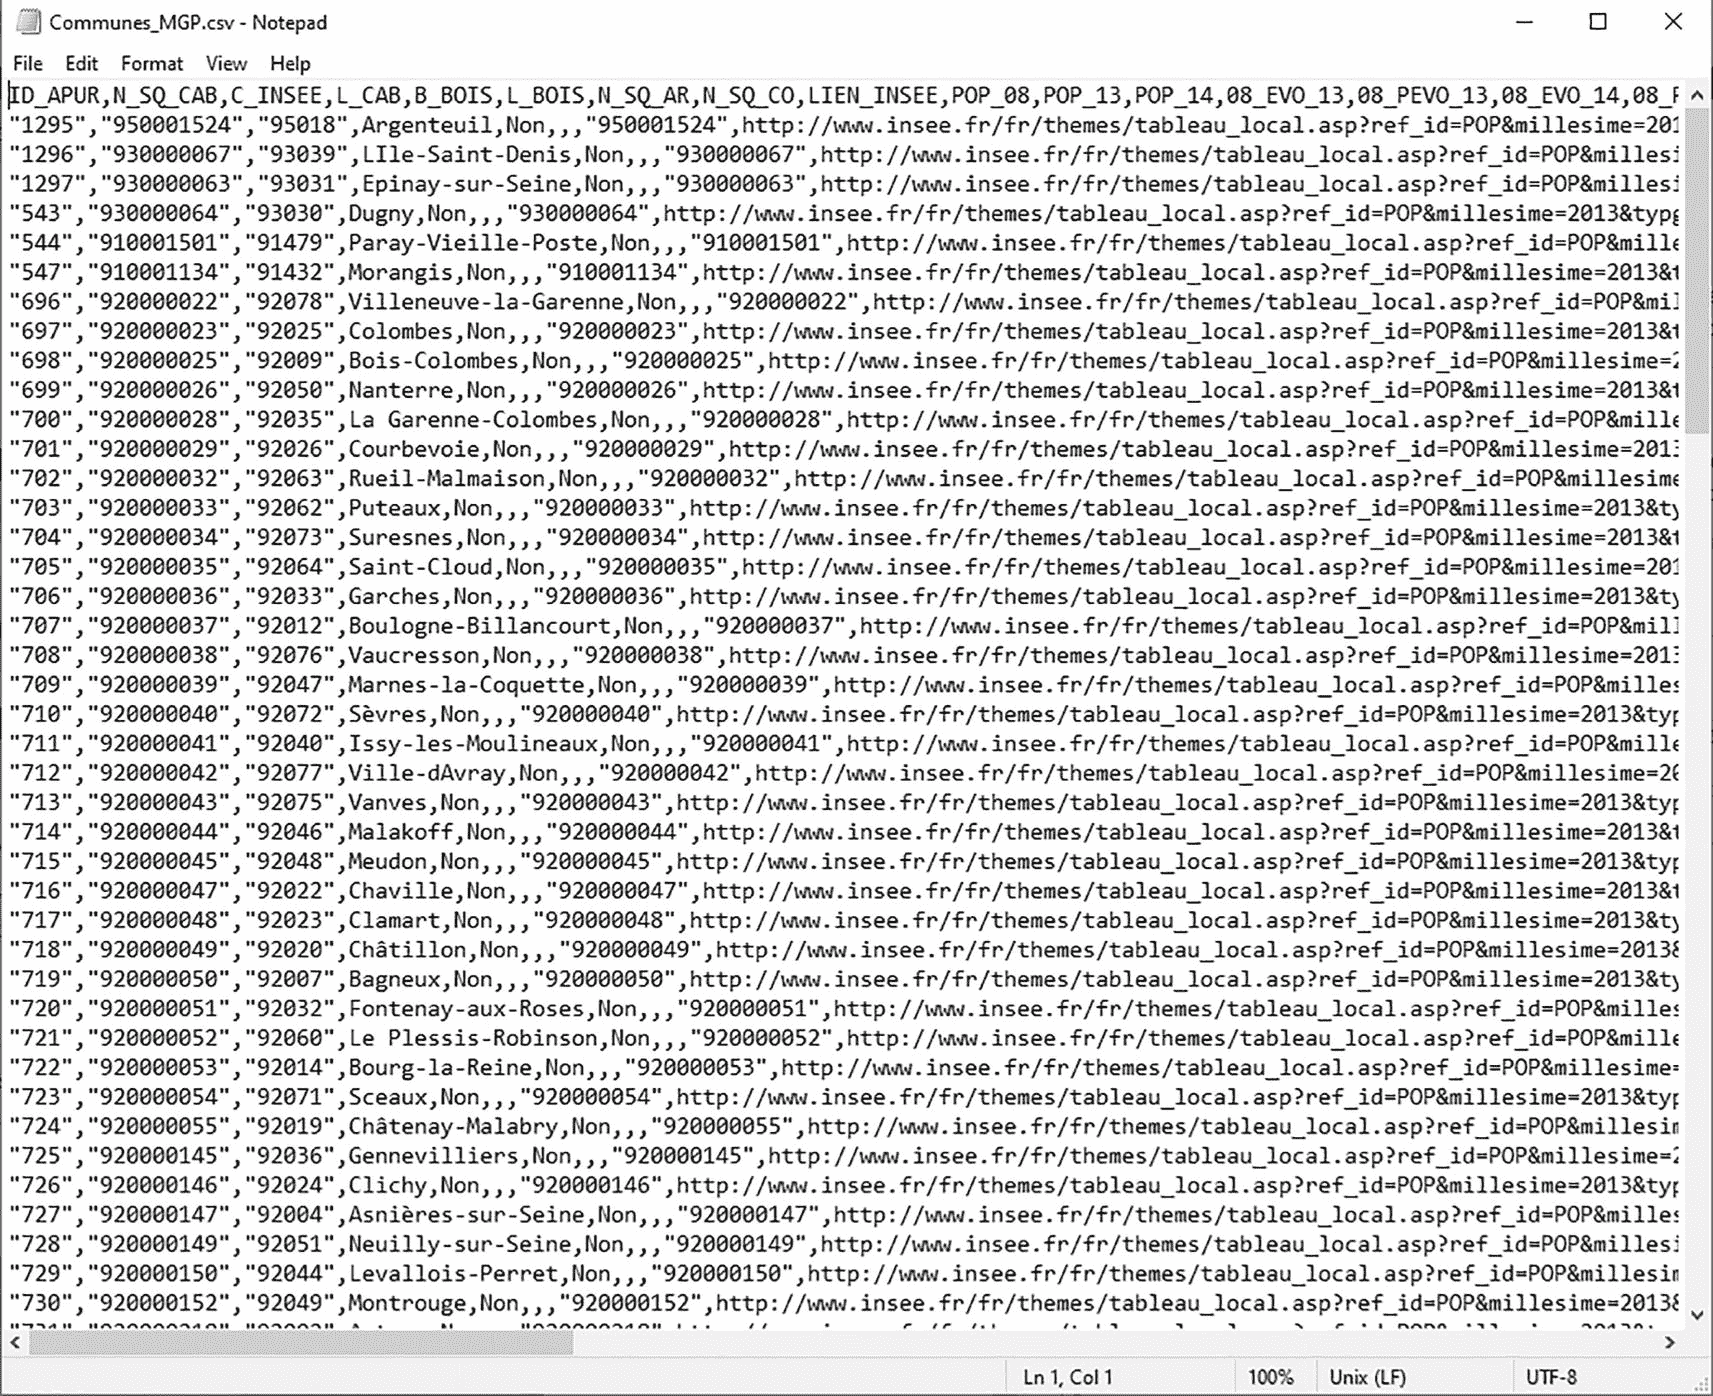 Communes_MGP.csv - Notepad
File Edit Format View Help
ID_APUR,N_SQ_CAB,C_INSEE,L_CAB,B_BOIS,L_BOIS,N_SQ_AR,N_SQ_CO,LIEN_INSEE,POP_08,POP_13,POP_14,08_EVO_13,08_PEVO_13,08_EVO_14,08_P
"1295","950001524","95018",Argenteuil,Non,,,"950001524",http://www.insee.fr/fr/themes/tableau_local.asp?ref_id=POP&millesime=201
"1296","930000067","93039",LIle-Saint-Denis,Non,,,"930000067",http://www.insee.fr/fr/themes/tableau_local.asp?ref_id=POP&millesi
"1297","930000063","93031",Epinay-sur-Seine,Non,,,"930000063",http://www.insee.fr/fr/themes/tableau_local.asp?ref_id=POP&millesi
"543","930000064","93030",Dugny,Non,,,"930000064",http://www.insee.fr/fr/themes/tableau_local.asp?ref_id=POP&millesime=2013&typg
"544","910001501","91479",Paray-Vieille-Poste,Non,,,"910001501",http://www.insee.fr/fr/themes/tableau_local.asp?ref_id=POP&mille
"547","910001134","91432",Morangis,Non,,,"910001134",http://www.insee.fr/fr/themes/tableau_local.asp?ref_id=POP&millesime=2013&t
"696","920000022","92078",Villeneuve-la-Garenne,Non,,,"920000022",http://www.insee.fr/fr/themes/tableau_local.asp?ref_id=POP&mil
"697","920000023","92025",Colombes,Non,,,"920000023",http://www.insee.fr/fr/themes/tableau_local.asp?ref_id=POP&millesime=2013&t
"698","920000025","92009",Bois-Colombes,Non,,,"920000025",http://www.insee.fr/fr/themes/tableau_local.asp?ref_id=POP&millesime=2
"699","920000026","92050",Nanterre,Non,,,"920000026",http://www.insee.fr/fr/themes/tableau_local.asp?ref_id=POP&millesime=2013&t
"700","920000028","92035",La Garenne-Colombes,Non,,,"920000028",http://www.insee.fr/fr/themes/tableau_local.asp?ref_id=POP&mille
"701","920000029","92026",Courbevoie,Non,,,"920000029",http://www.insee.fr/fr/themes/tableau_local.asp?ref_id=POP&millesime=2013
"702","920000032","92063",Rueil-Malmaison,Non,,,"920000032",http://www.insee.fr/fr/themes/tableau_local.asp?ref_id=POP&millesime
"703","920000033","92062",Puteaux,Non,,,"920000033",http://www.insee.fr/fr/themes/tableau_local.asp?ref_id=POP&millesime=2013&ty
"704","920000034","92073",Suresnes,Non,,,"920000034",http://www.insee.fr/fr/themes/tableau_local.asp?ref_id=POP&millesime=2013&t
"705","920000035","92064",Saint-Cloud,Non,,,"920000035",http://www.insee.fr/fr/themes/tableau_local.asp?ref_id=POP&millesime=201
"706","920000036","92033",Garches,Non,,,"920000036",http://www.insee.fr/fr/themes/tableau_local.asp?ref_id=POP&millesime=2013&ty
"707","920000037","92012",Boulogne-Billancourt,Non,,,"920000037",http://www.insee.fr/fr/themes/tableau_local.asp?ref_id=POP&mill
"708","920000038","92076",Vaucresson,Non,,,"920000038",http://www.insee.fr/fr/themes/tableau_local.asp?ref_id=POP&millesime=2013
"709","920000039","92047",Marnes-la-Coquette,Non,,,"920000039",http://www.insee.fr/fr/themes/tableau_local.asp?ref_id=POP&milles
"710","920000040","92072",Sèvres,Non,,,"920000040",http://www.insee.fr/fr/themes/tableau_local.asp?ref_id=POP&millesime=2013&typ
"711","920000041","92040",Issy-les-Moulineaux,Non,,,"920000041",http://www.insee.fr/fr/themes/tableau_local.asp?ref_id=POP&mille
"712","920000042","92077",Ville-dAvray,Non,,,"920000042",http://www.insee.fr/fr/themes/tableau_local.asp?ref_id=POP&millesime=20
"713","920000043","92075",Vanves,Non,,,"920000043",http://www.insee.fr/fr/themes/tableau_local.asp?ref_id=POP&millesime=2013&typ
"714","920000044","92046",Malakoff,Non,,,"920000044",http://www.insee.fr/fr/themes/tableau_local.asp?ref_id=POP&millesime=2013&t
"715","920000045","92048",Meudon,Non,,,"920000045",http://www.insee.fr/fr/themes/tableau_local.asp?ref_id=POP&millesime=2013&typ
"716","920000047","92022",Chaville,Non,,,"920000047",http://www.insee.fr/fr/themes/tableau_local.asp?ref_id=POP&millesime=2013&t
"717","920000048","92023",Clamart,Non,,,"920000048",http://www.insee.fr/fr/themes/tableau_local.asp?ref_id=POP&millesime=2013&ty
"718","920000049","92020",Châtillon,Non,,,"920000049",http://www.insee.fr/fr/themes/tableau_local.asp?ref_id=POP&millesime=2013&
"719","920000050","92007",Bagneux,Non,,,"920000050",http://www.insee.fr/fr/themes/tableau_local.asp?ref_id=POP&millesime=2013&ty
"720","920000051","92032",Fontenay-aux-Roses,Non,,,"920000051",http://www.insee.fr/fr/themes/tableau_local.asp?ref_id=POP&milles
"721","920000052","92060",Le Plessis-Robinson,Non,,,"920000052",http://www.insee.fr/fr/themes/tableau_local.asp?ref_id=POP&mille
"722","920000053","92014",Bourg-la-Reine,Non,,,"920000053",http://www.insee.fr/fr/themes/tableau_local.asp?ref_id=POP&millesime=
"723","920000054","92071",Sceaux,Non,,,"920000054",http://www.insee.fr/fr/themes/tableau_local.asp?ref_id=POP&millesime=2013&typ
"724","920000055","92019",Châtenay-Malabry,Non,,,"920000055",http://www.insee.fr/fr/themes/tableau_local.asp?ref_id=POP&millesim
"725","920000145","92036",Gennevilliers,Non,,,"920000145",http://www.insee.fr/fr/themes/tableau_local.asp?ref_id=POP&millesime=2
"726","920000146","92024",Clichy,Non,,,"920000146",http://www.insee.fr/fr/themes/tableau_local.asp?ref_id=POP&millesime=2013&typ
"727","920000147","92004",Asnières-sur-Seine,Non,,,"920000147",http://www.insee.fr/fr/themes/tableau_local.asp?ref_id=POP&milles
"728","920000149","92051",Neuilly-sur-Seine,Non,,,"920000149",http://www.insee.fr/fr/themes/tableau_local.asp?ref_id=POP&millesi
"729","920000150","92044",Levallois-Perret,Non,,,"920000150",http://www.insee.fr/fr/themes/tableau_local.asp?ref_id=POP&millesim
"730","920000152","92049",Montrouge,Non,,,"920000152",http://www.insee.fr/fr/themes/tableau_local.asp?ref_id=POP&millesime=2013&
Ln 1, Col 1 100% Unix (LF) UTF-8